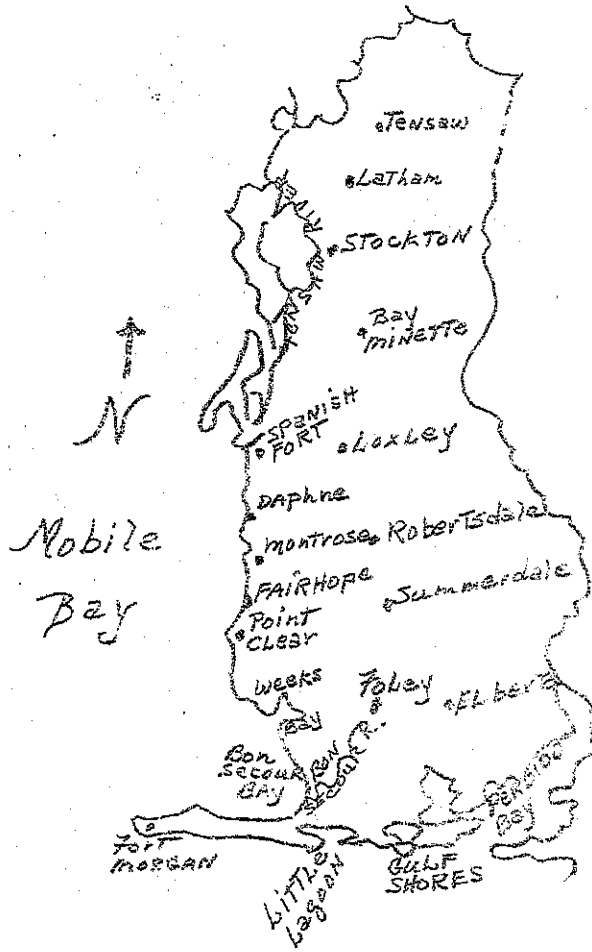 Tensaw
Latham
STOCKTON
TENSAW RIVER
Bay
MINETTE
N
SPANISH
FORT
Loxley
DAPHNE
Mobile
Bay
montrose
RoberTsdale
FAIRHOPE
Summerdale
Point
CLEAR
weeks
Bay
Foley
ELberTa
Bon
Secour
BAY
BON
SECOUR R.
PERDIDO
BAY
Fort
MORGAN
LITTLE
Lagoon
GULF
SHORES